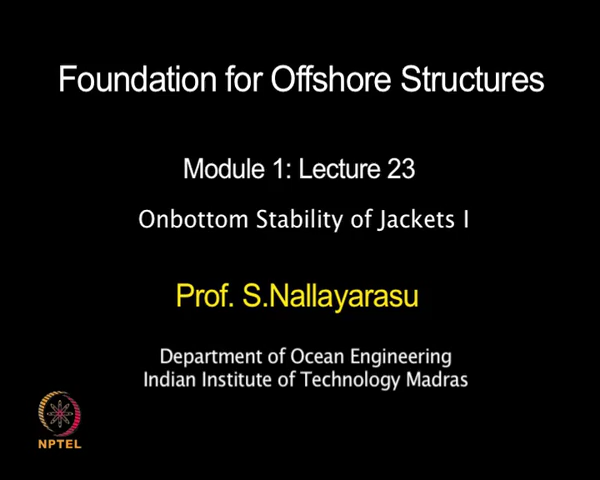 Foundation for Offshore Structures
Module 1: Lecture 23
Onbottom Stability of Jackets I
Prof. S.Nallayarasu
Department of Ocean Engineering
Indian Institute of Technology Madras
NPTEL